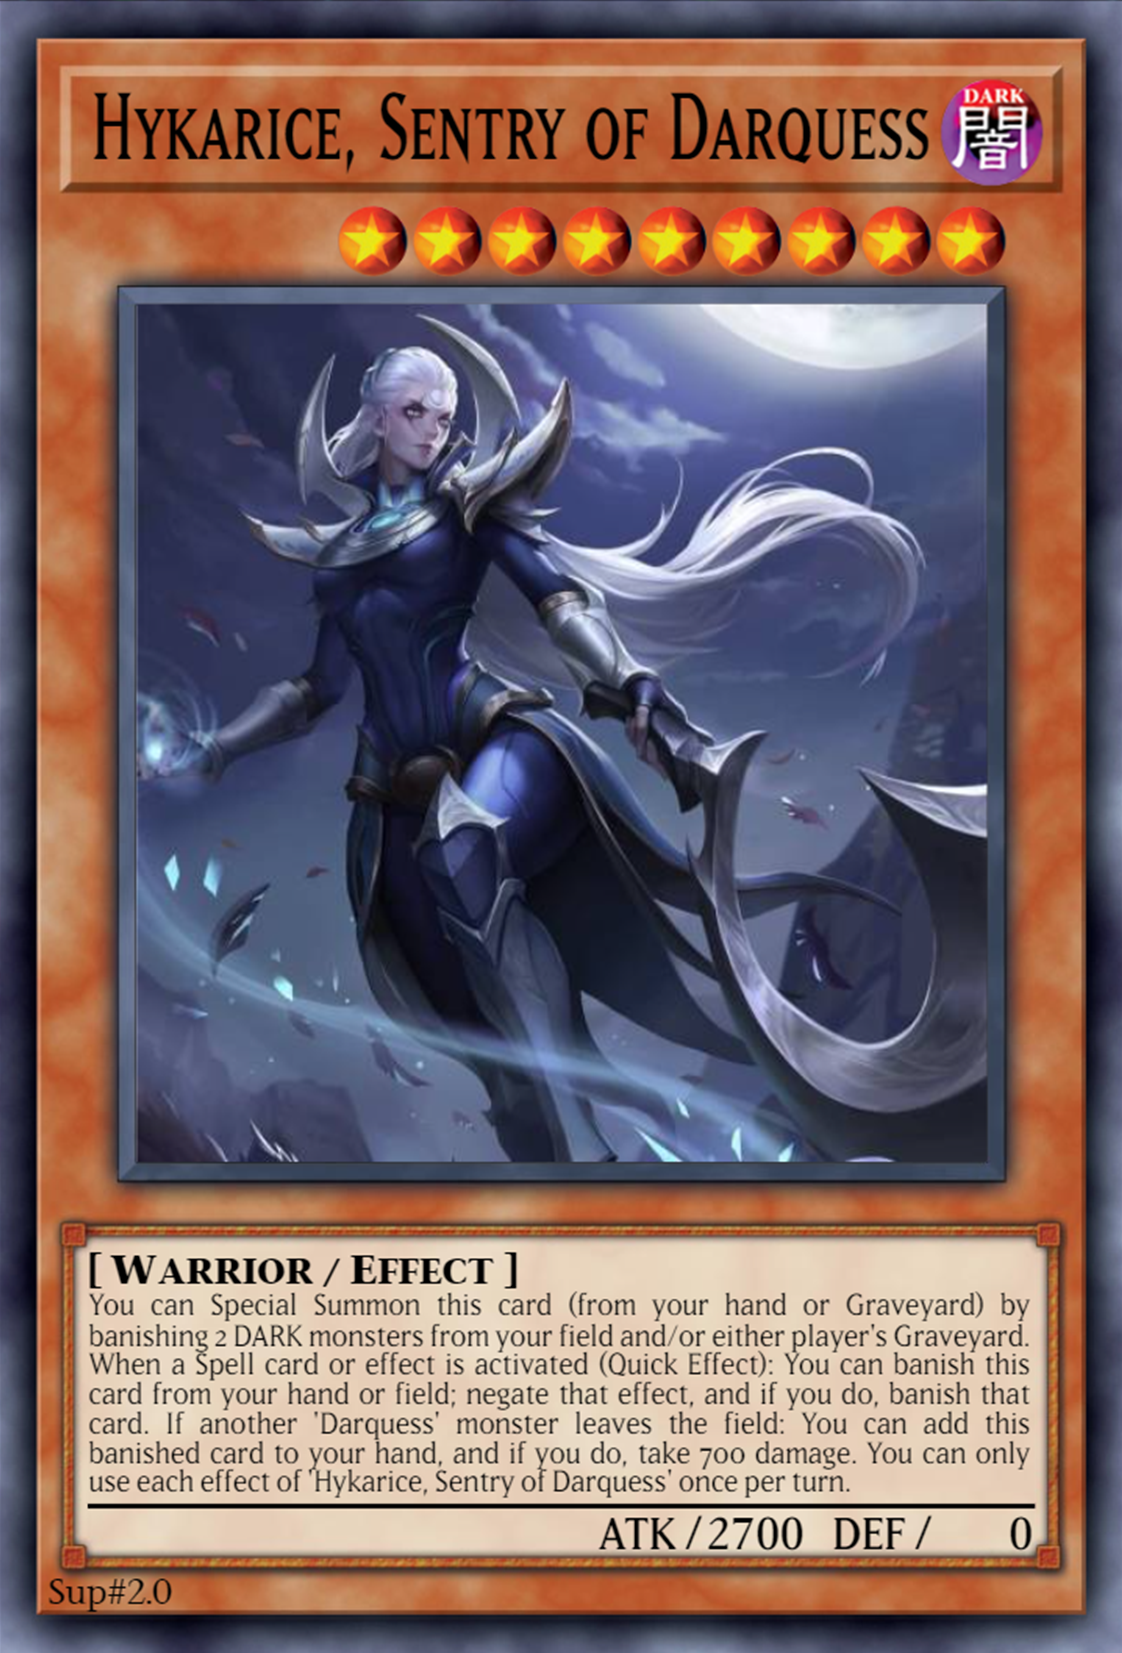 Hykarice, Sentry of Darquess
DARK
闇
[ Warrior / Effect ]
You can Special Summon this card (from your hand or Graveyard) by
banishing 2 DARK monsters from your field and/or either player's Graveyard.
When a Spell card or effect is activated (Quick Effect): You can banish this
card from your hand or field; negate that effect, and if you do, banish that
card. If another 'Darquess' monster leaves the field: You can add this
banished card to your hand, and if you do, take 700 damage. You can only
use each effect of 'Hykarice, Sentry of Darquess' once per turn.
ATK / 2700 DEF / 0
Sup#2.0